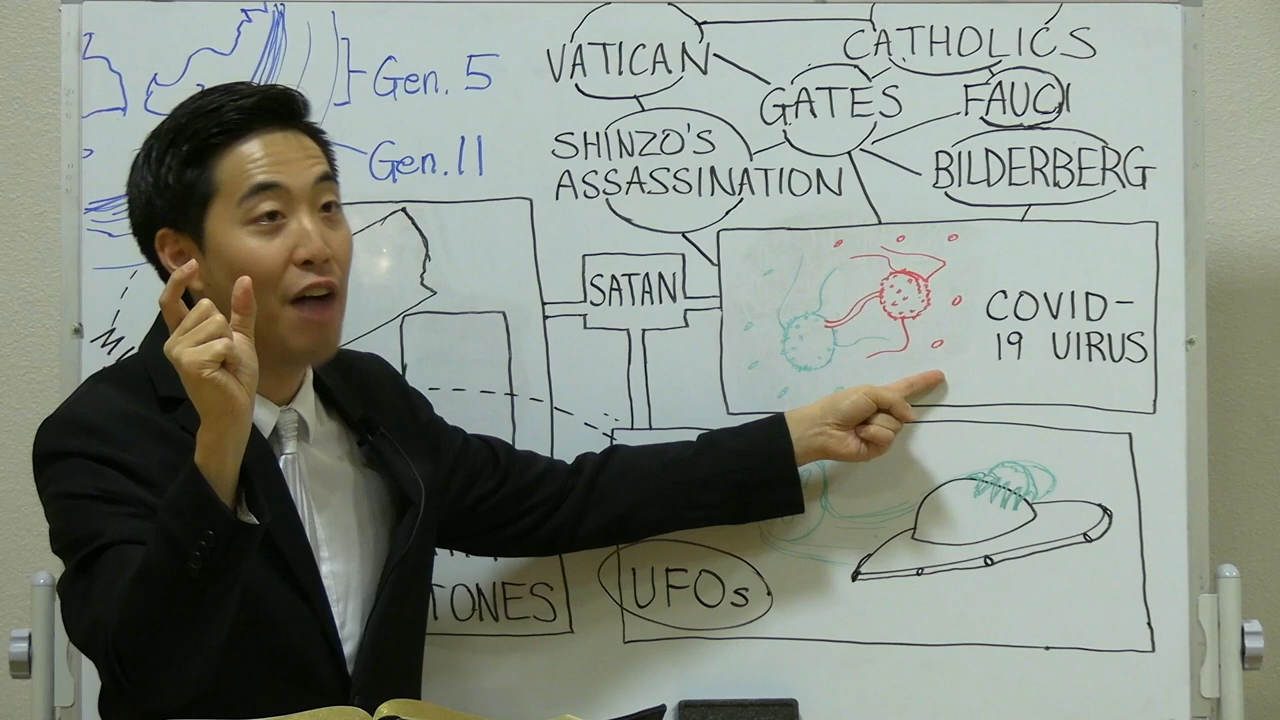 Gen. 5
Gen. 11
VATICAN
CATHOLICS
GATES
FAUCI
SHINZO'S
ASSASSINATION
BILDERBERG
SATAN
COVID-
19 VIRUS
UFOs
TONES